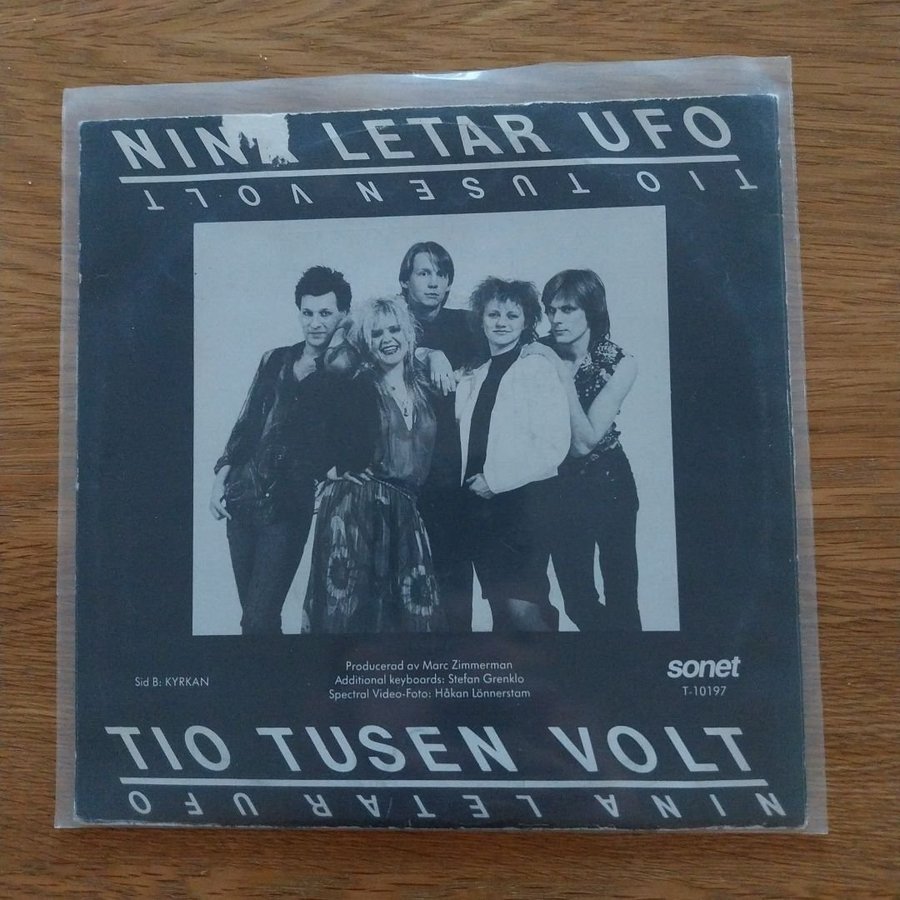 NINA LETAR UFO
TIO TUSEN VOLT
Sid B: KYRKAN
Producerad av Marc Zimmerman
Additional keyboards: Stefan Grenklo
Spectral Video-Foto: Håkan Lönnerstam
sonet
T-10197
TIO TUSEN VOLT
NINA LETAR UFO